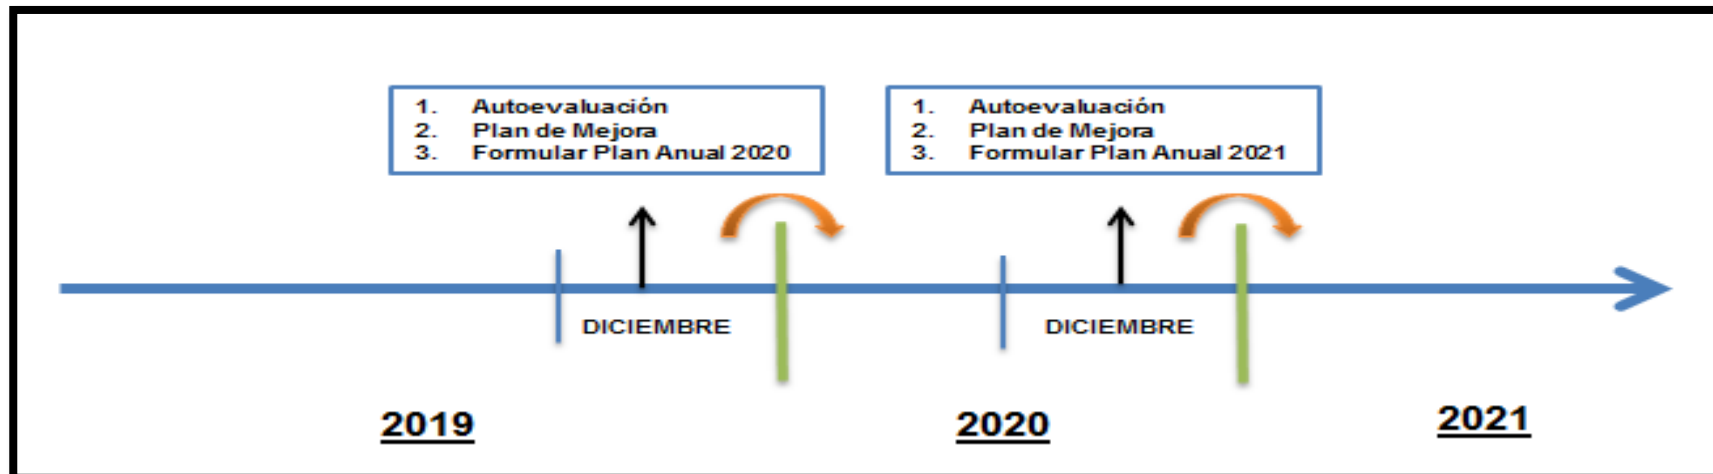 1. Autoevaluación
2. Plan de Mejora
3. Formular Plan Anual 2020
1. Autoevaluación
2. Plan de Mejora
3. Formular Plan Anual 2021
DICIEMBRE
DICIEMBRE
2019
2020
2021